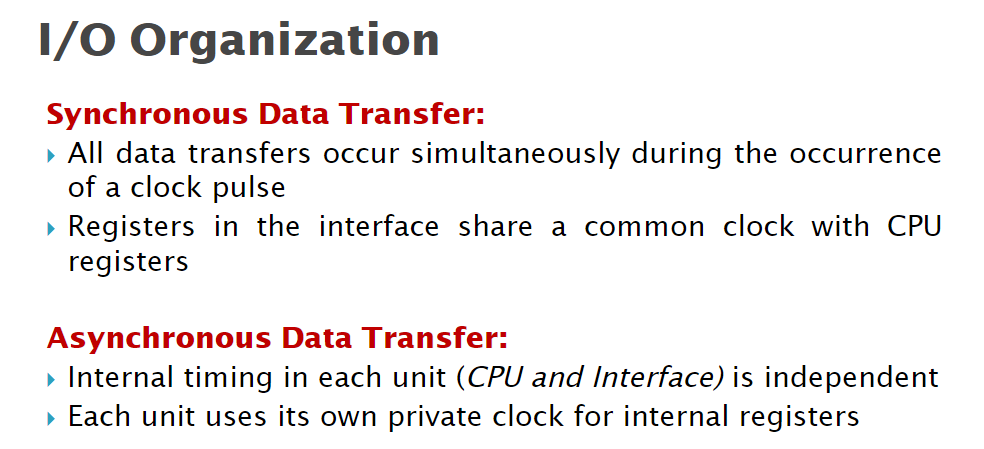 I/O Organization
Synchronous Data Transfer:
All data transfers occur simultaneously during the occurrence
of a clock pulse
Registers in the interface share a common clock with CPU
registers
Asynchronous Data Transfer:
Internal timing in each unit (CPU and Interface) is independent
Each unit uses its own private clock for internal registers